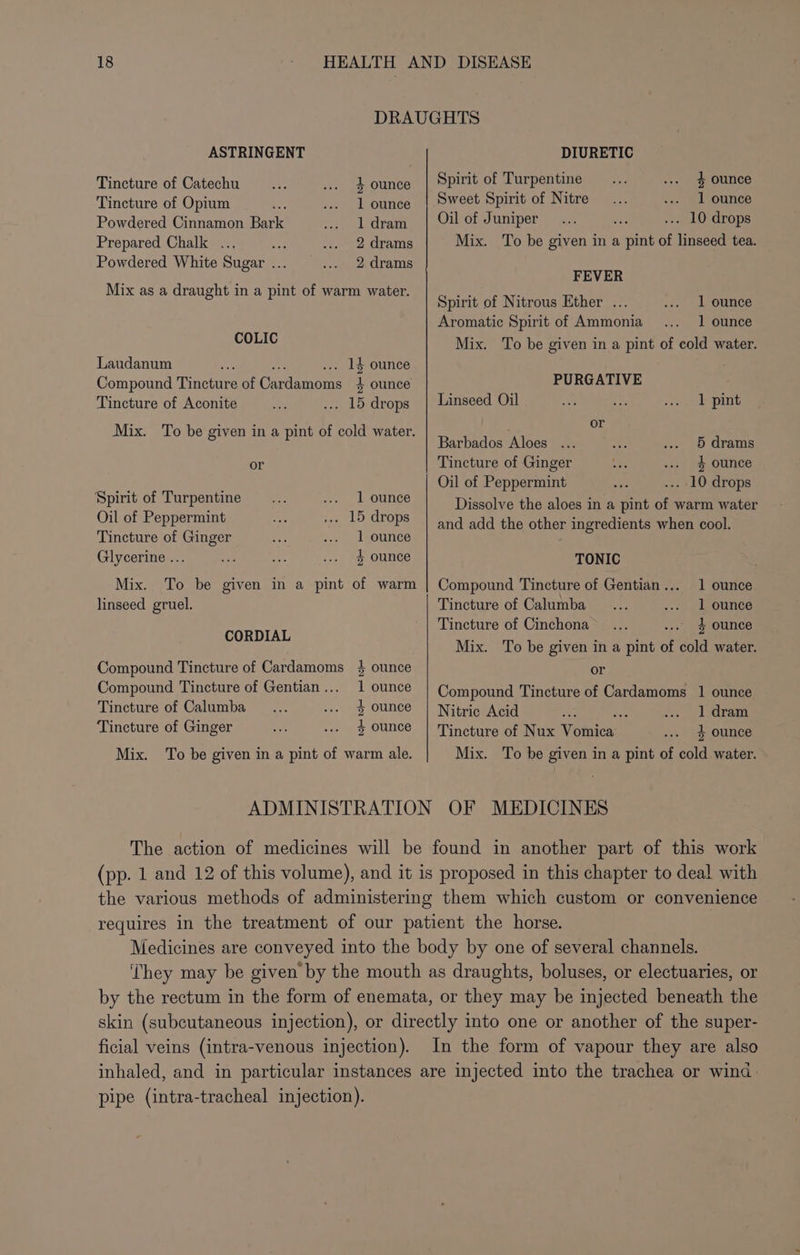 18 HEALTH AND DISEASE
DRAUGHTS
ASTRINGENT
Tincture of Catechu ... ... ½ ounce
Tincture of Opium ... ... 1 ounce
Powdered Cinnamon Bark ... 1 dram
Prepared Chalk ... ... ... 2 drams
Powdered White Sugar ... ... 2 drams
Mix as a draught in a pint of warm water.
COLIC
Laudanum ... ... ... 1½ ounce
Compound Tincture of Cardamoms ½ ounce
Tincture of Aconite ... ... 15 drops
Mix. To be given in a pint of cold water.
or
Spirit of Turpentine ... ... 1 ounce
Oil of Peppermint ... ... 15 drops
Tincture of Ginger ... ... 1 ounce
Glycerine ... ... ... ... ½ ounce
Mix. To be given in a pint of warm
linseed gruel.
CORDIAL
Compound Tincture of Cardamoms ½ ounce
Compound Tincture of Gentian ... 1 ounce
Tincture of Calumba ... ... ½ ounce
Tincture of Ginger ... ... ½ ounce
Mix. To be given in a pint of warm ale.
DIURETIC
Spirit of Turpentine ... ... ½ ounce
Sweet Spirit of Nitre ... ... 1 ounce
Oil of Juniper ... ... ... 10 drops
Mix. To be given in a pint of linseed tea.
FEVER
Spirit of Nitrous Ether ... ... 1 ounce
Aromatic Spirit of Ammonia ... 1 ounce
Mix. To be given in a pint of cold water.
PURGATIVE
Linseed Oil ... ... ... 1 pint
or
Barbados Aloes ... ... ... 5 drams
Tincture of Ginger ... ... ½ ounce
Oil of Peppermint ... ... 10 drops
Dissolve the aloes in a pint of warm water
and add the other ingredients when cool.
TONIC
Compound Tincture of Gentian ... 1 ounce
Tincture of Calumba ... ... 1 ounce
Tincture of Cinchona ... ... ½ ounce
Mix. To be given in a pint of cold water.
or
Compound Tincture of Cardamoms 1 ounce
Nitric Acid ... ... ... 1 dram
Tincture of Nux Vomica ... ½ ounce
Mix. To be given in a pint of cold water.
ADMINISTRATION OF MEDICINES
The action of medicines will be found in another part of this work
(pp. 1 and 12 of this volume), and it is proposed in this chapter to deal with
the various methods of administering them which custom or convenience
requires in the treatment of our patient the horse.
Medicines are conveyed into the body by one of several channels.
They may be given by the mouth as draughts, boluses, or electuaries, or
by the rectum in the form of enemata, or they may be injected beneath the
skin (subcutaneous injection), or directly into one or another of the super-
ficial veins (intra-venous injection). In the form of vapour they are also
inhaled, and in particular instances are injected into the trachea or wind-
pipe (intra-tracheal injection).